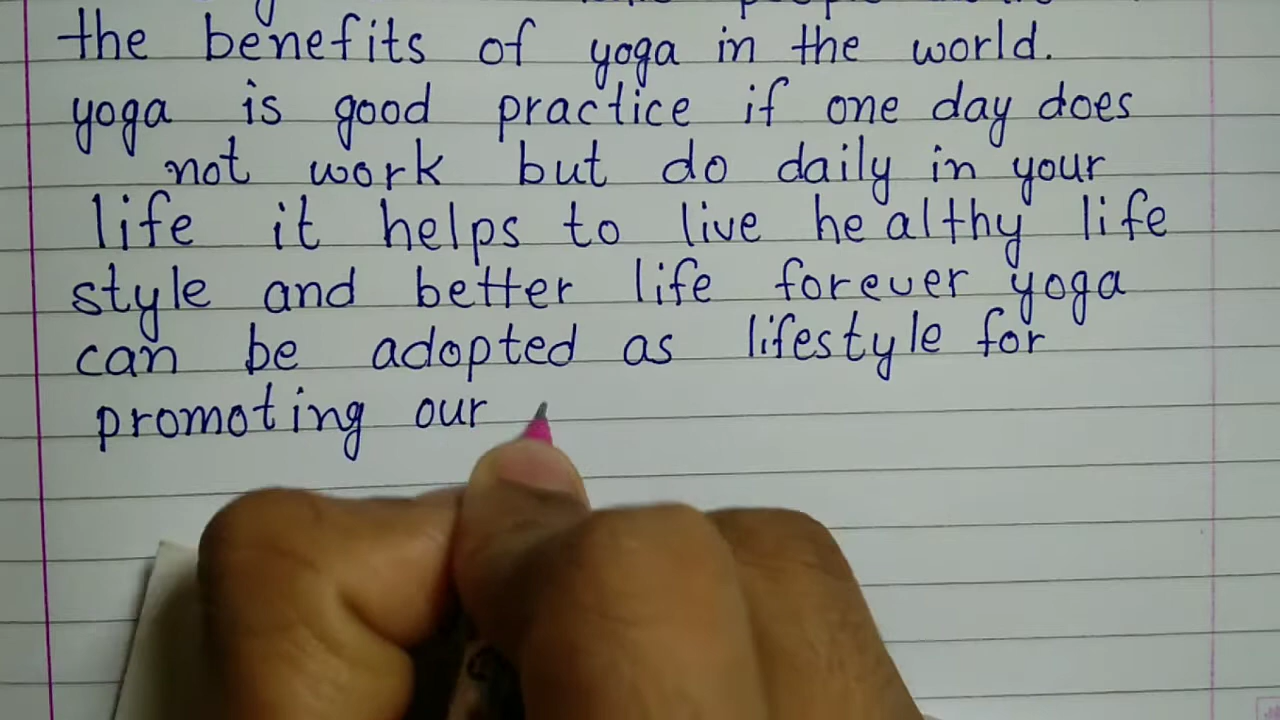 the benefits of yoga in the world.
yoga is good practice if one day does
not work but do daily in your
life it helps to live he althy life
style and better life forever yoga
can be adopted as lifestyle for
promoting our